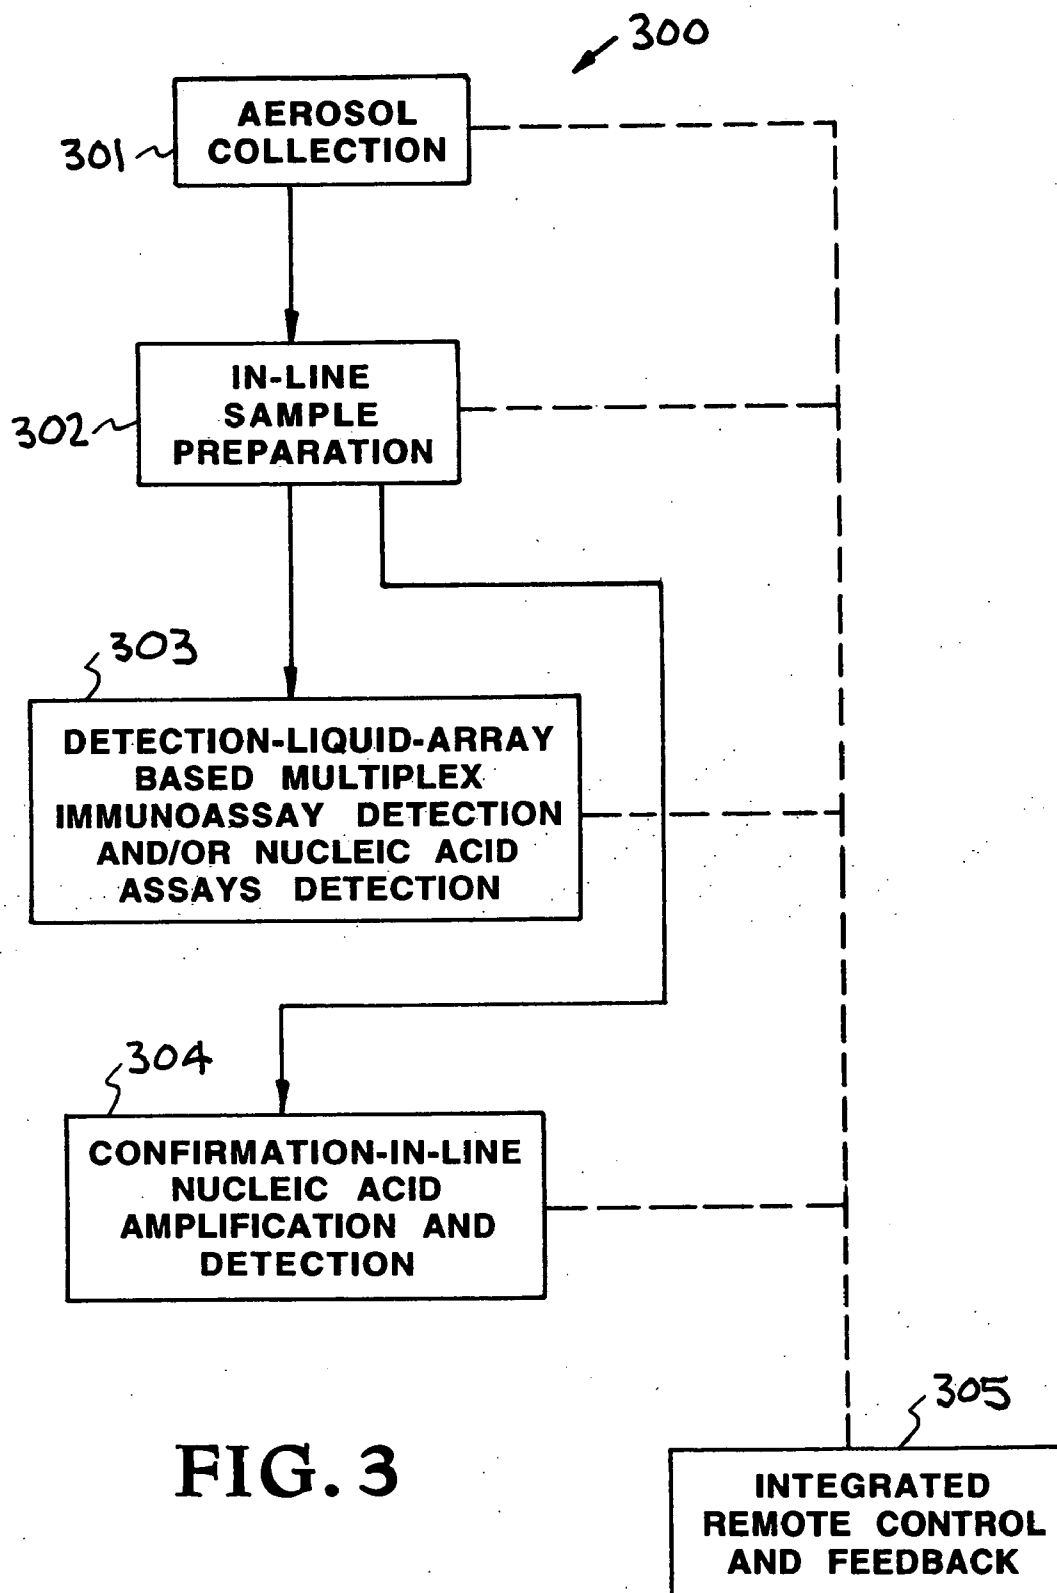 300
AEROSOL
COLLECTION
301
IN-LINE
SAMPLE
PREPARATION
302
303
DETECTION-LIQUID-ARRAY
BASED MULTIPLEX
IMMUNOASSAY DETECTION
AND/OR NUCLEIC ACID
ASSAYS DETECTION
304
CONFIRMATION-IN-LINE
NUCLEIC ACID
AMPLIFICATION AND
DETECTION
305
INTEGRATED
REMOTE CONTROL
AND FEEDBACK
FIG. 3